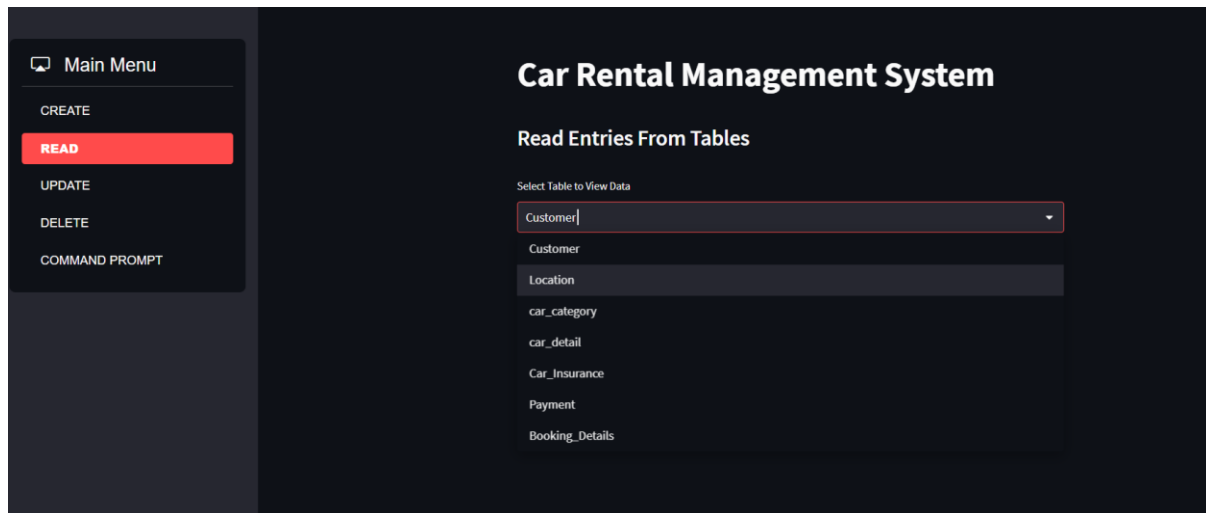 Main Menu
CREATE
READ
UPDATE
DELETE
COMMAND PROMPT
Car Rental Management System
Read Entries From Tables
Select Table to View Data
Customer
Customer
Location
car_category
car_detail
Car_Insurance
Payment
Booking_Details